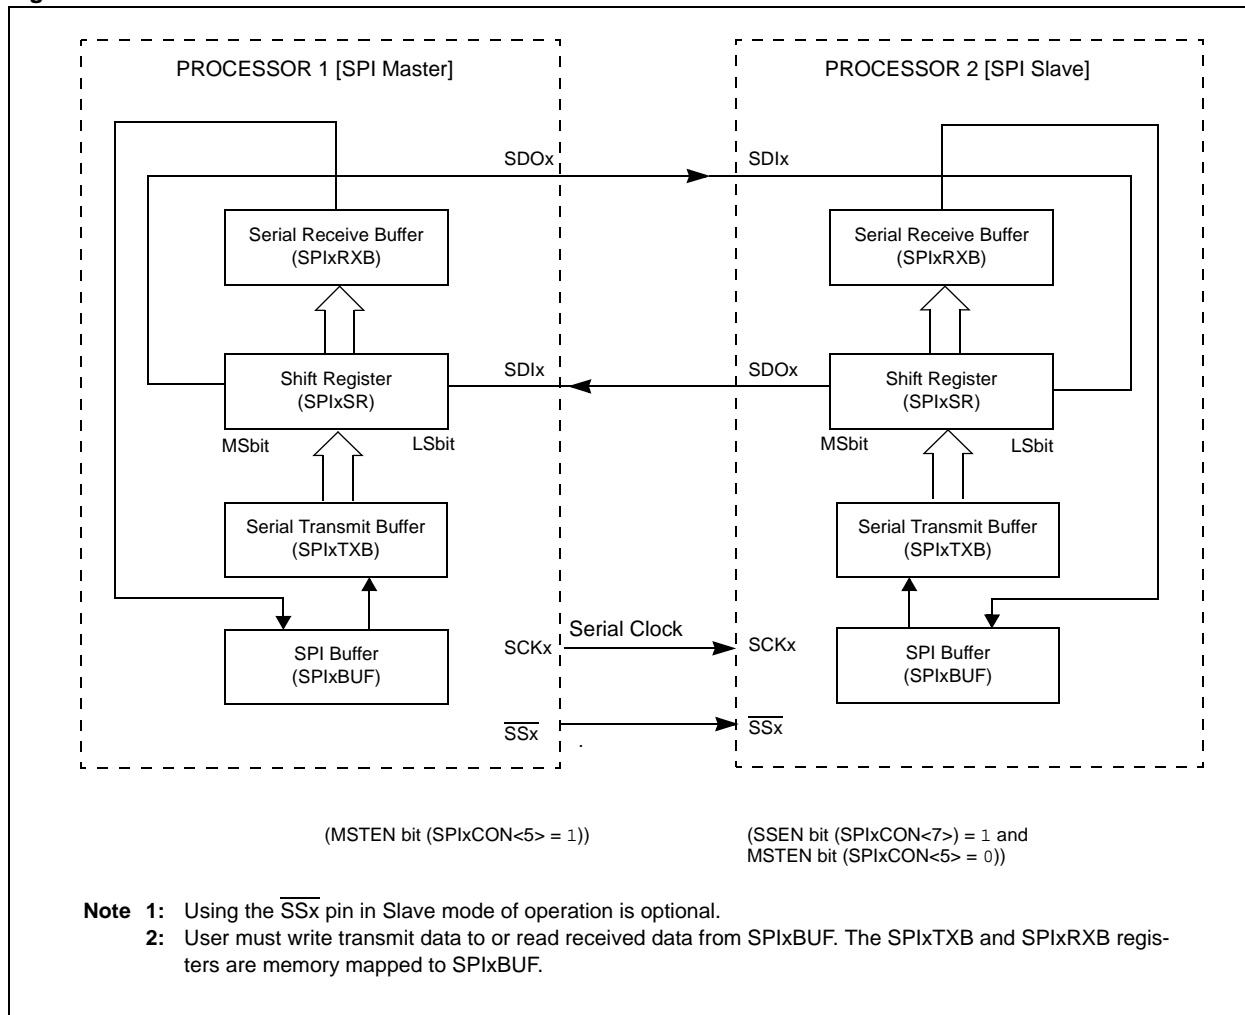 PROCESSOR 1 [SPI Master]
PROCESSOR 2 [SPI Slave]
SDOx
SDIx
Serial Receive Buffer
(SPIxRXB)
Serial Receive Buffer
(SPIxRXB)
Shift Register
(SPIxSR)
SDIx
SDOx
Shift Register
(SPIxSR)
MSbit
LSbit
MSbit
LSbit
Serial Transmit Buffer
(SPIxTXB)
Serial Transmit Buffer
(SPIxTXB)
SPI Buffer
(SPIxBUF)
SCKx
Serial Clock
SCKx
SPI Buffer
(SPIxBUF)
SSx
.
SSx
(MSTEN bit (SPIxCON<5> = 1))
(SSEN bit (SPIxCON<7>) = 1 and
MSTEN bit (SPIxCON<5> = 0))
Note 1: Using the SSx pin in Slave mode of operation is optional.
2: User must write transmit data to or read received data from SPIxBUF. The SPIxTXB and SPIxRXB regis-
ters are memory mapped to SPIxBUF.